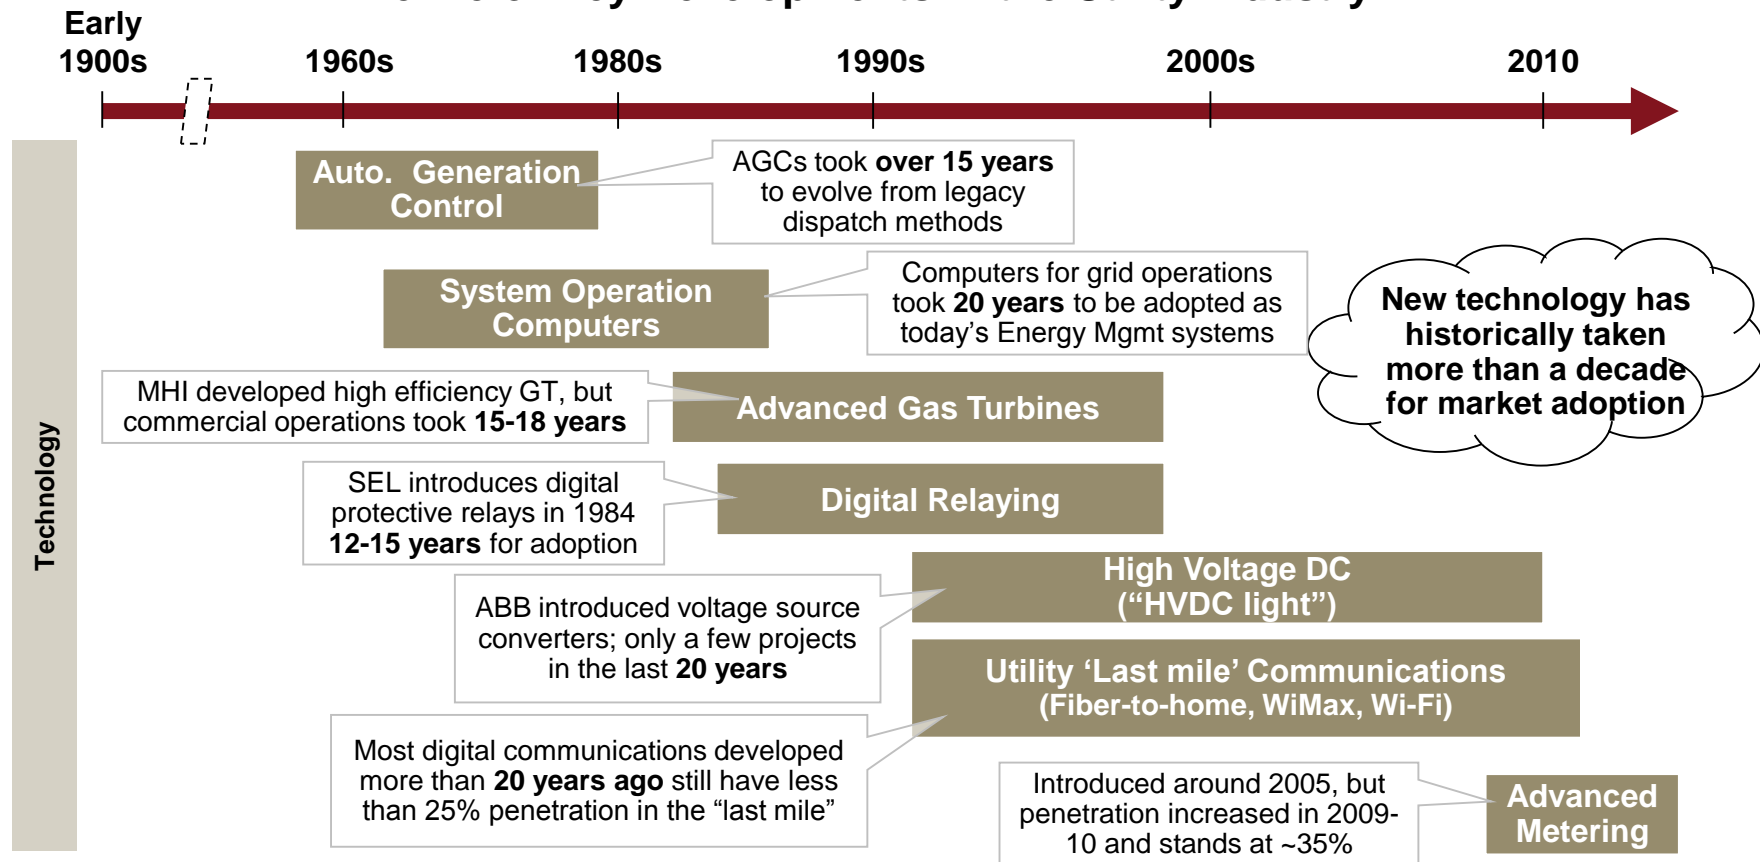 Early
1900s 1960s 1980s 1990s 2000s 2010
Technology
Auto. Generation
Control
AGCs took over 15 years
to evolve from legacy
dispatch methods
System Operation
Computers
Computers for grid operations
took 20 years to be adopted as
today's Energy Mgmt systems
New technology has
historically taken
more than a decade
for market adoption
MHI developed high efficiency GT, but
commercial operations took 15-18 years
Advanced Gas Turbines
SEL introduces digital
protective relays in 1984
12-15 years for adoption
Digital Relaying
High Voltage DC
(“HVDC light”)
ABB introduced voltage source
converters; only a few projects
in the last 20 years
Utility ‘Last mile’ Communications
(Fiber-to-home, WiMax, Wi-Fi)
Most digital communications developed
more than 20 years ago still have less
than 25% penetration in the “last mile”
Introduced around 2005, but
penetration increased in 2009-
10 and stands at ~35%
Advanced
Metering